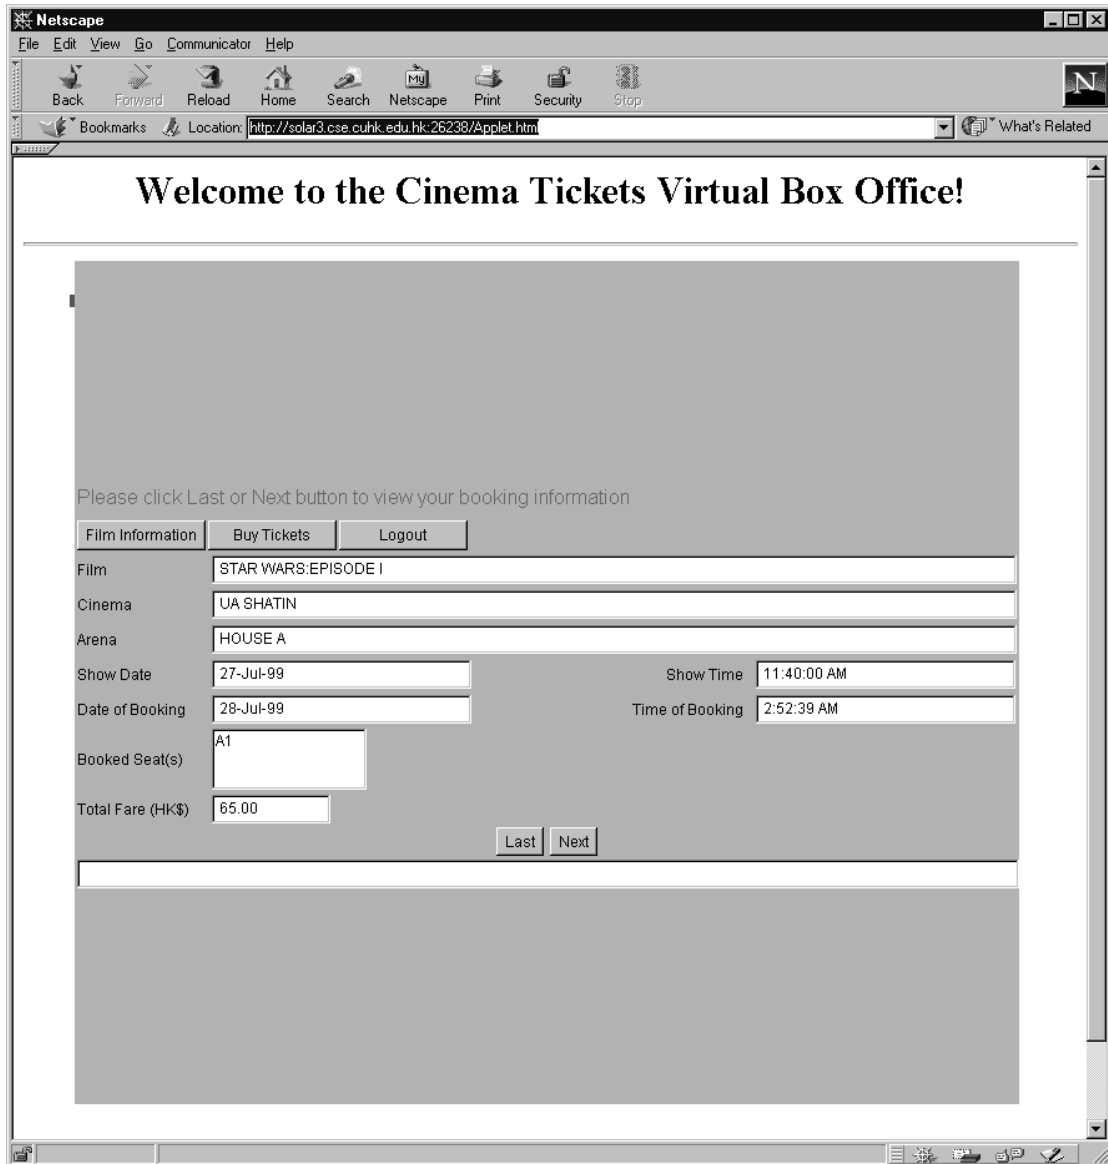 Netscape
File Edit View Go Communicator Help
My
N
Back Forward Reload Home Search Netscape Print Security Stop
Bookmarks Location: http://solar3.cse.cuhk.edu.hk:26238/Applet.htm What's Related
Welcome to the Cinema Tickets Virtual Box Office!
Please click Last or Next button to view your booking information
Film Information Buy Tickets Logout
Film STAR WARS:EPISODE I
Cinema UA SHATIN
Arena HOUSE A
Show Date 27-Jul-99 Show Time 11:40:00 AM
Date of Booking 28-Jul-99 Time of Booking 2:52:39 AM
Booked Seat(s) A1
Total Fare (HK$) 65.00
Last Next